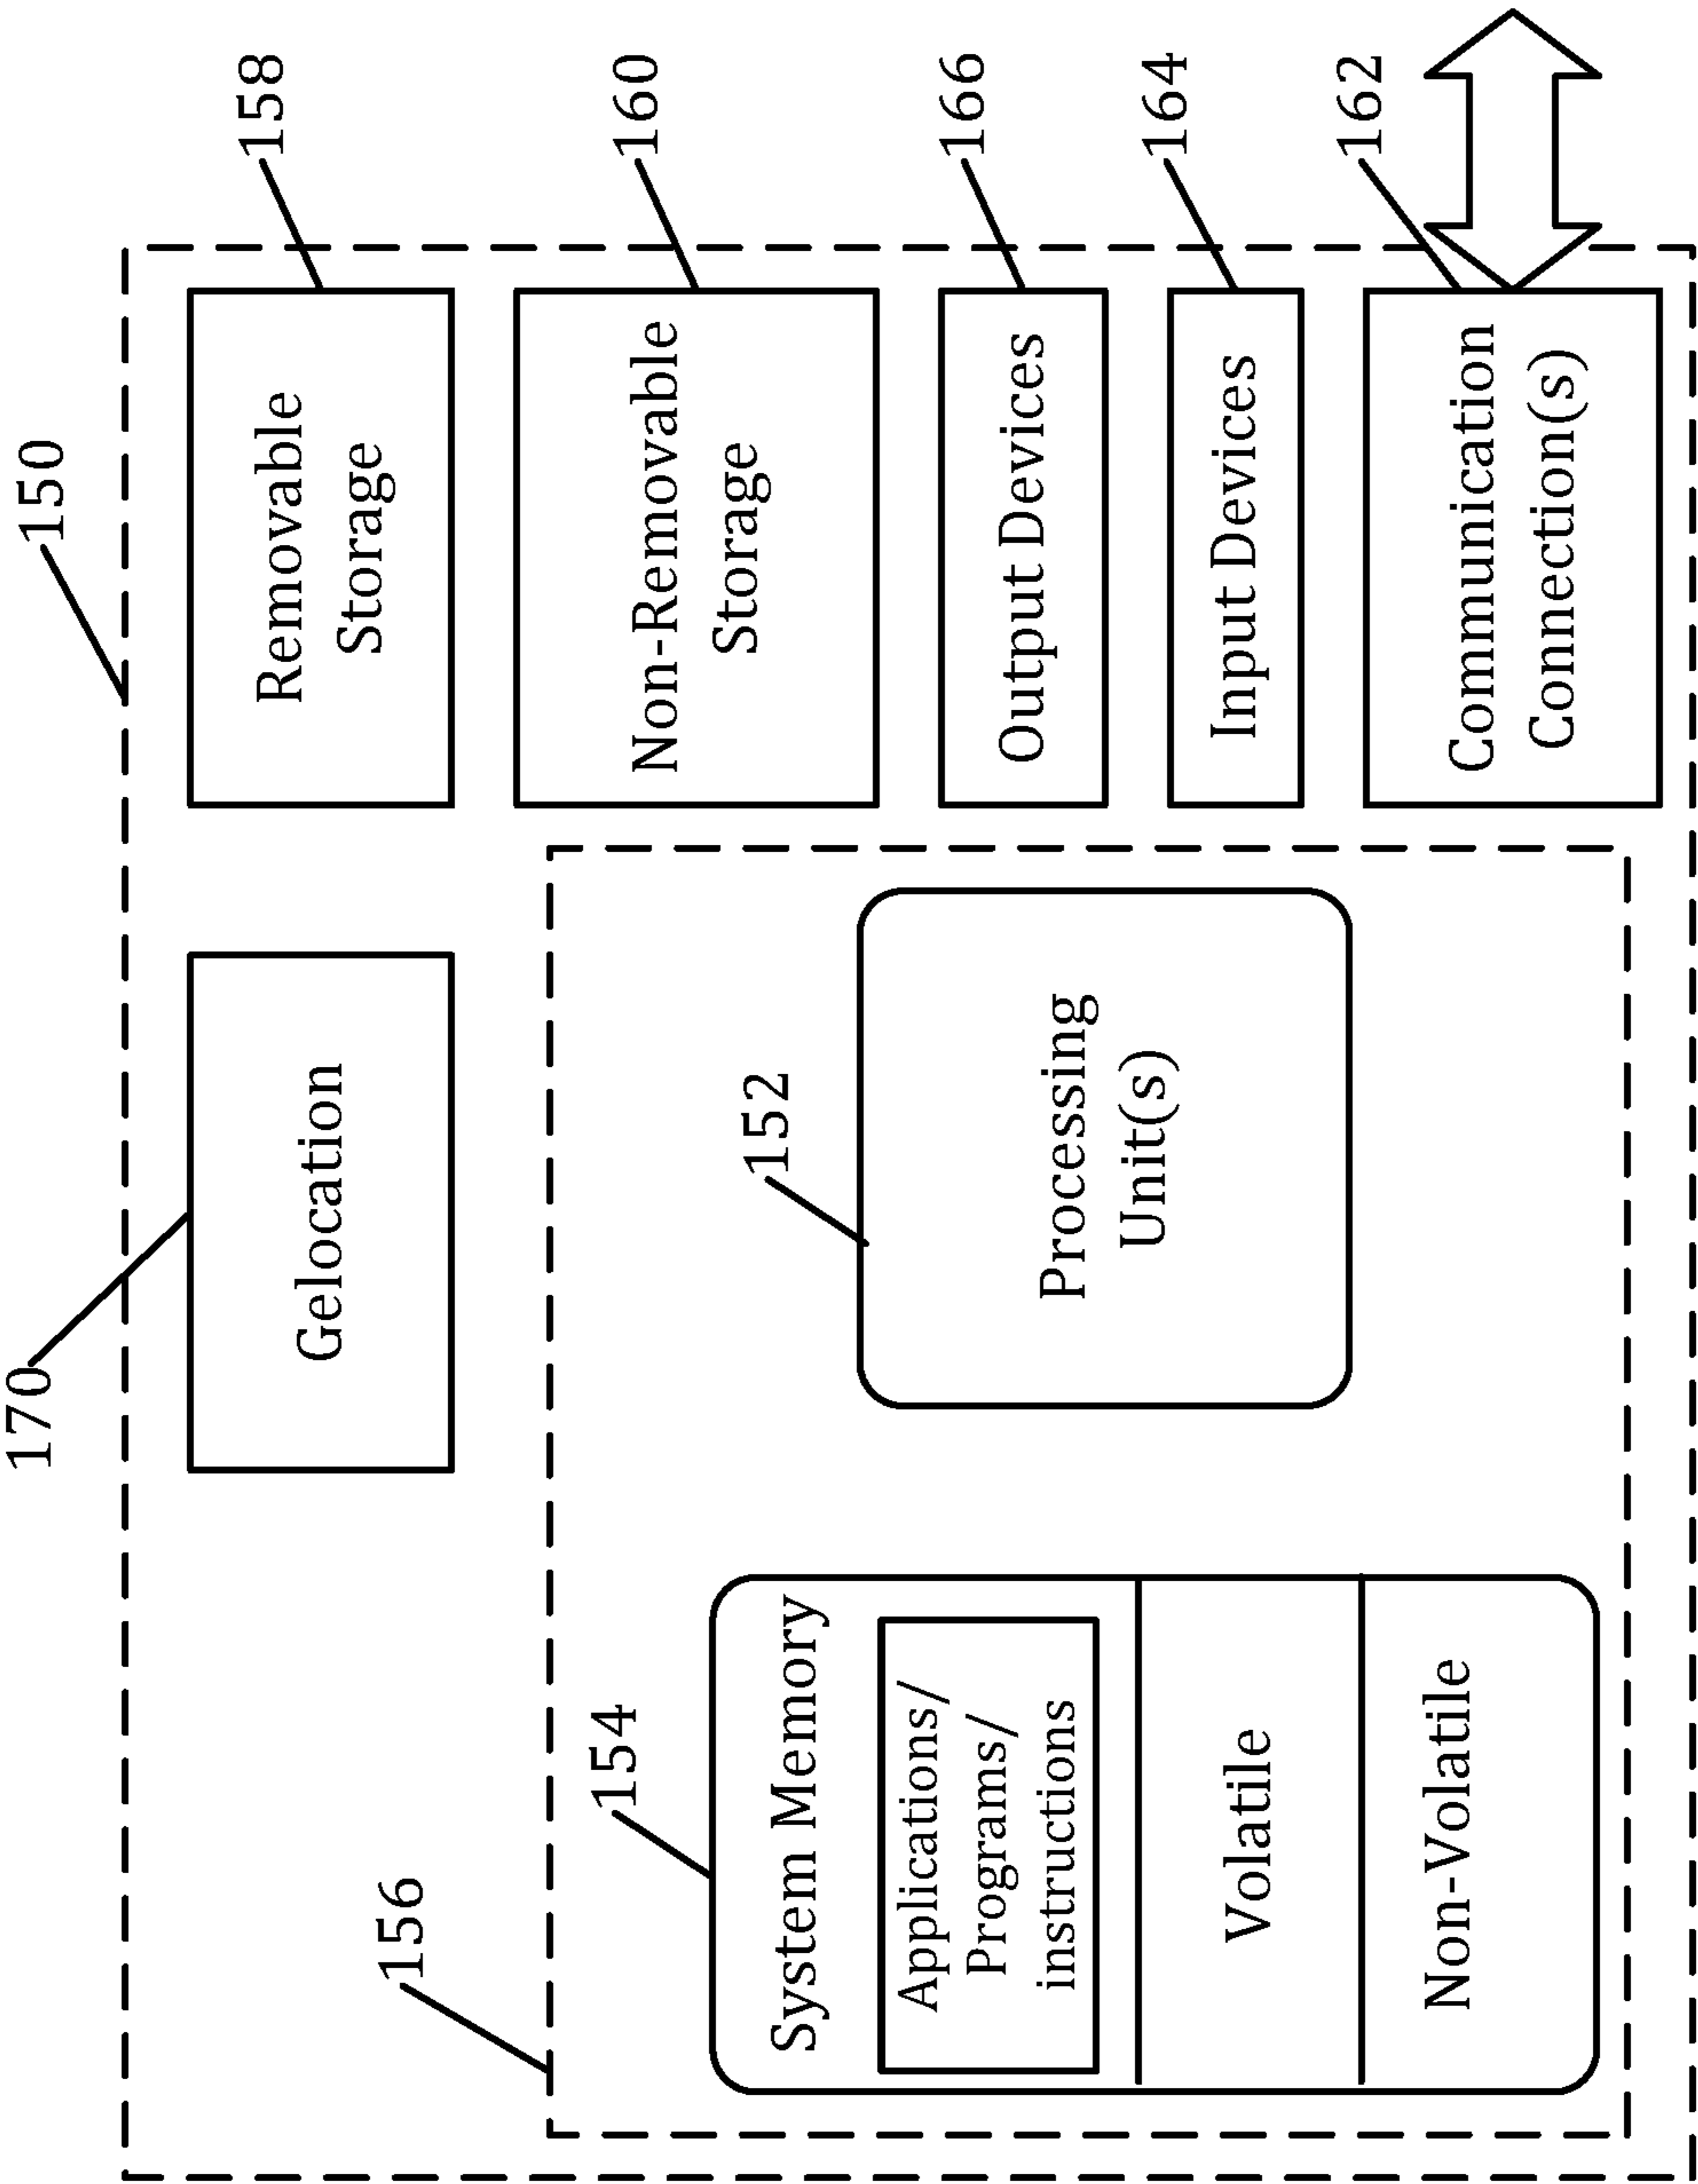 150
170
Gelocation
Removable
Storage
158
156
Non-Removable
Storage
160
154
System Memory
Applications/
Programs/
instructions
Volatile
Non-Volatile
152
Processing
Unit(s)
Output Devices
166
Input Devices
164
Communication
Connection(s)
162